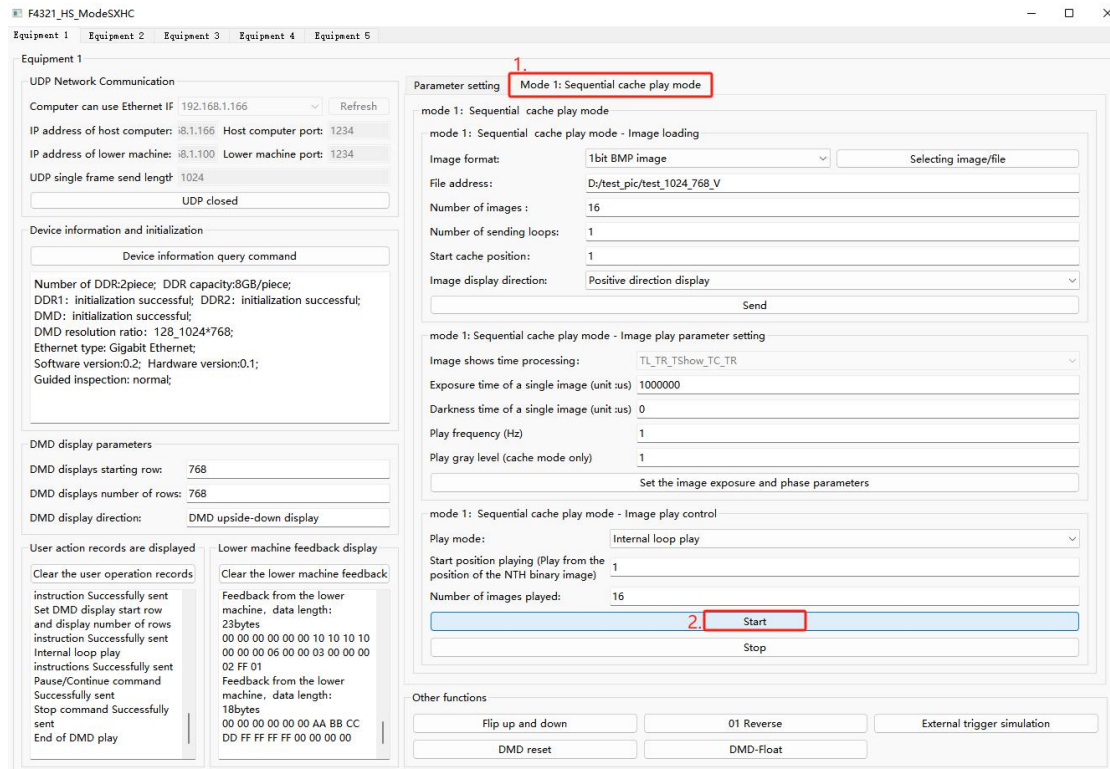 F4321_HS_ModeSXHC
Equipment 1 Equipment 2 Equipment 3 Equipment 4 Equipment 5
Equipment 1
UDP Network Communication
Computer can use Ethernet IF 192.168.1.166 Refresh
IP address of host computer: i8.1.166 Host computer port: 1234
IP address of lower machine: i8.1.100 Lower machine port: 1234
UDP single frame send length 1024
UDP closed
Device information and initialization
Device information query command
Number of DDR:2piece; DDR capacity:8GB/piece;
DDR1: initialization successful; DDR2: initialization successful;
DMD: initialization successful;
DMD resolution ratio: 128_1024*768;
Ethernet type: Gigabit Ethernet;
Software version:0.2; Hardware version:0.1;
Guided inspection: normal;
DMD display parameters
DMD displays starting row: 768
DMD displays number of rows: 768
DMD display direction: DMD upside-down display
User action records are displayed
Clear the user operation records
instruction Successfully sent
Set DMD display start row
and display number of rows
instruction Successfully sent
Internal loop play
instructions Successfully sent
Pause/Continue command
Successfully sent
Stop command Successfully
sent
End of DMD play
Lower machine feedback display
Clear the lower machine feedback
Feedback from the lower
machine, data length:
23bytes
00 00 00 00 00 00 10 10 10 10
00 00 00 06 00 00 03 00 00 00
02 FF 01
Feedback from the lower
machine, data length:
18bytes
00 00 00 00 00 00 AA BB CC
DD FF FF FF FF 00 00 00 00
1.
Parameter setting Mode 1: Sequential cache play mode
mode 1: Sequential cache play mode
mode 1: Sequential cache play mode - Image loading
Image format: 1bit BMP image Selecting image/file
File address: D:/test_pic/test_1024_768_V
Number of images : 16
Number of sending loops: 1
Start cache position: 1
Image display direction: Positive direction display
Send
mode 1: Sequential cache play mode - Image play parameter setting
Image shows time processing: TL_TR_TShow_TC_TR
Exposure time of a single image (unit :us) 1000000
Darkness time of a single image (unit :us) 0
Play frequency (Hz) 1
Play gray level (cache mode only) 1
Set the image exposure and phase parameters
mode 1: Sequential cache play mode - Image play control
Play mode: Internal loop play
Start position playing (Play from the
position of the NTH binary image) 1
Number of images played: 16
2. Start
Stop
Other functions
Flip up and down 01 Reverse External trigger simulation
DMD reset DMD-Float